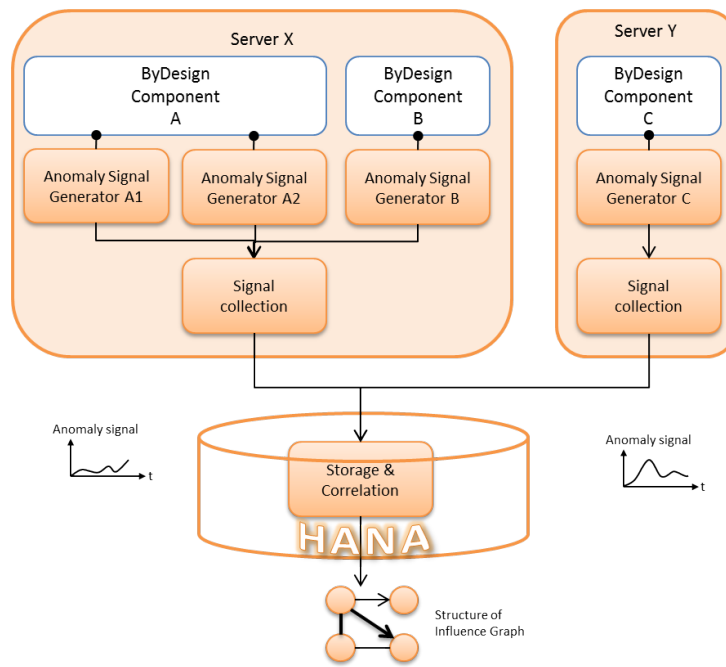 Server X
ByDesign
Component
A
ByDesign
Component
B
Anomaly Signal
Generator A1
Anomaly Signal
Generator A2
Anomaly Signal
Generator B
Signal
collection
Server Y
ByDesign
Component
C
Anomaly Signal
Generator C
Signal
collection
Anomaly signal
t
Storage &
Correlation
HANA
Anomaly signal
t
Structure of
Influence Graph